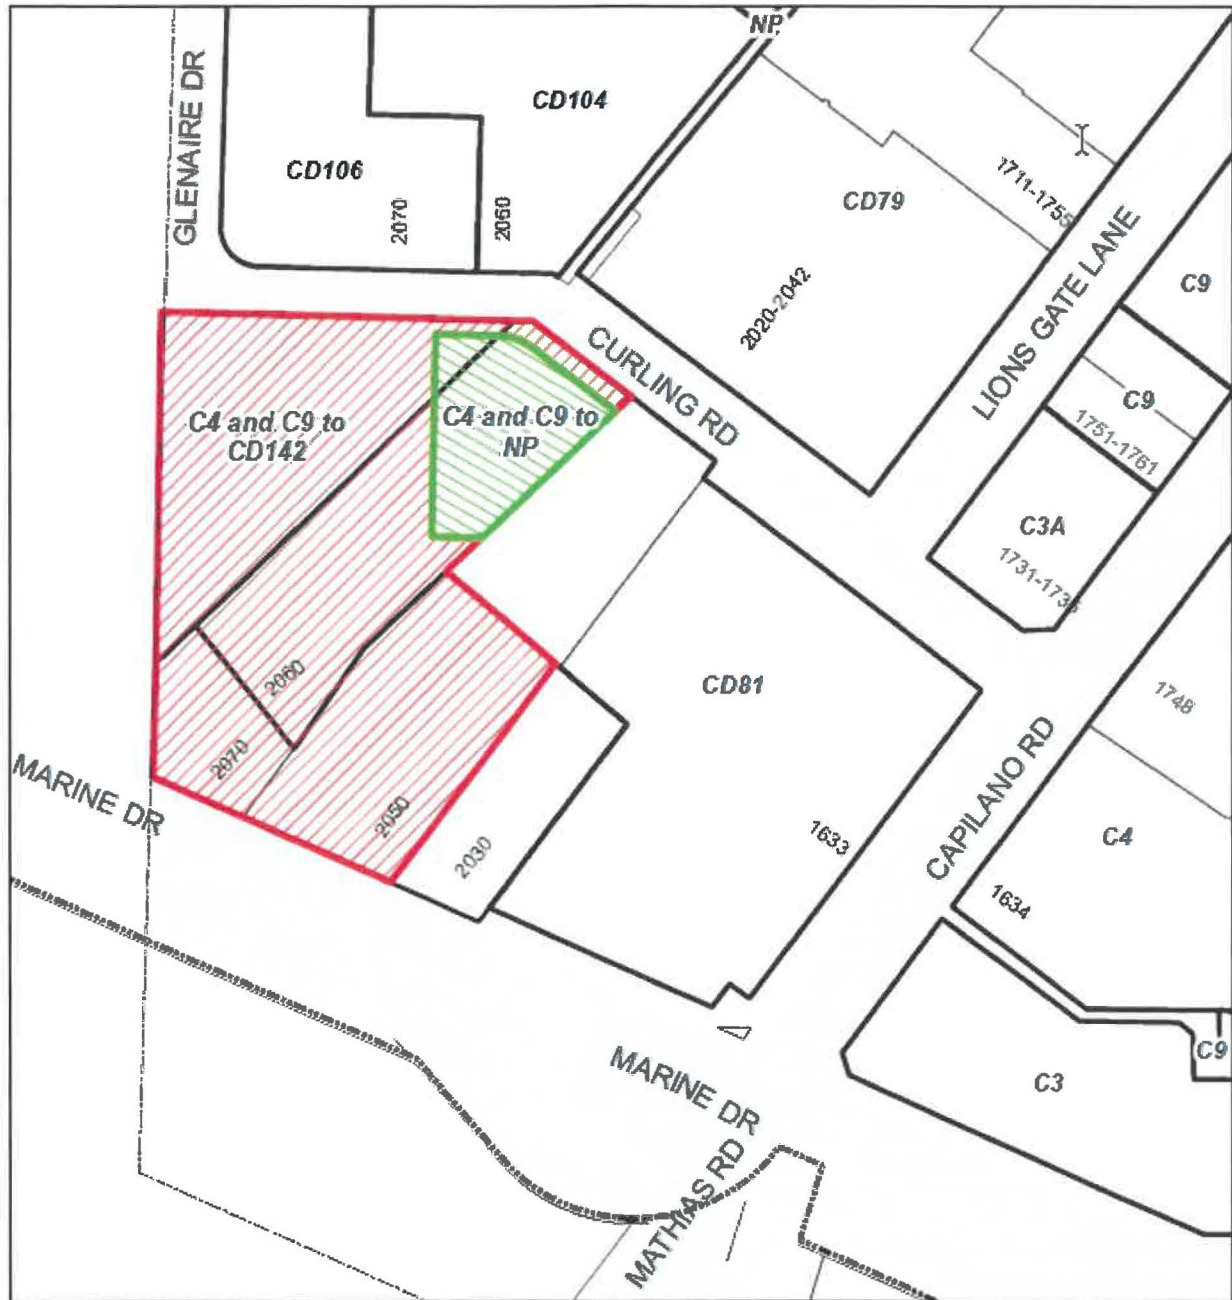 NP
GLENAIRE DR
CD104
CD106
2070
2060
CD79
1711-1755
2020-2042
LIONS GATE LANE
C9
CURLING RD
C9
1751-1761
C4 and C9 to
CD142
C4 and C9 to
NP
C3A
1731-1735
2060
2070
2050
2030
CD81
1633
1748
CAPILANO RD
C4
1634
MARINE DR
C9
C3
MARINE DR
MATHIAS RD